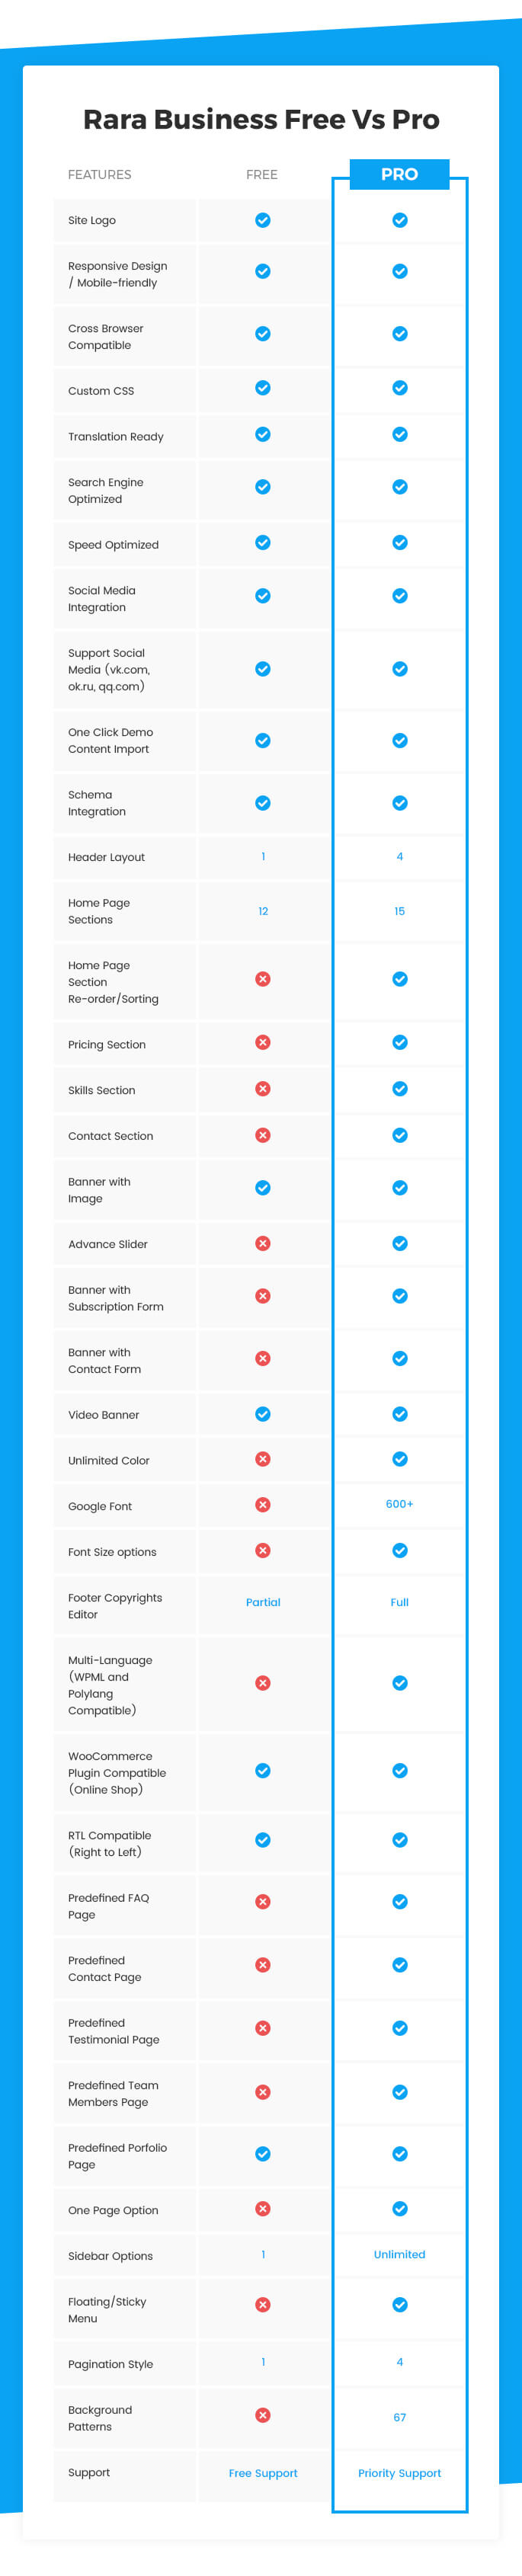 Rara Business Free Vs Pro
FEATURES FREE PRO
Site Logo
Responsive Design
/ Mobile-friendly
Cross Browser
Compatible
Custom CSS
Translation Ready
Search Engine
Optimized
Speed Optimized
Social Media
Integration
Support Social
Media (vk.com,
ok.ru, qq.com)
One Click Demo
Content Import
Schema
Integration
Header Layout 1 4
Home Page
Sections
12 15
Home Page
Section
Re-order/Sorting
Pricing Section
Skills Section
Contact Section
Banner with
Image
Advance Slider
Banner with
Subscription Form
Banner with
Contact Form
Video Banner
Unlimited Color
Google Font 600+
Font Size options
Footer Copyrights
Editor
Partial Full
Multi-Language
(WPML and
Polylang
Compatible)
WooCommerce
Plugin Compatible
(Online Shop)
RTL Compatible
(Right to Left)
Predefined FAQ
Page
Predefined
Contact Page
Predefined
Testimonial Page
Predefined Team
Members Page
Predefined Porfolio
Page
One Page Option
Sidebar Options 1 Unlimited
Floating/Sticky
Menu
Pagination Style 1 4
Background
Patterns
67
Support Free Support Priority Support